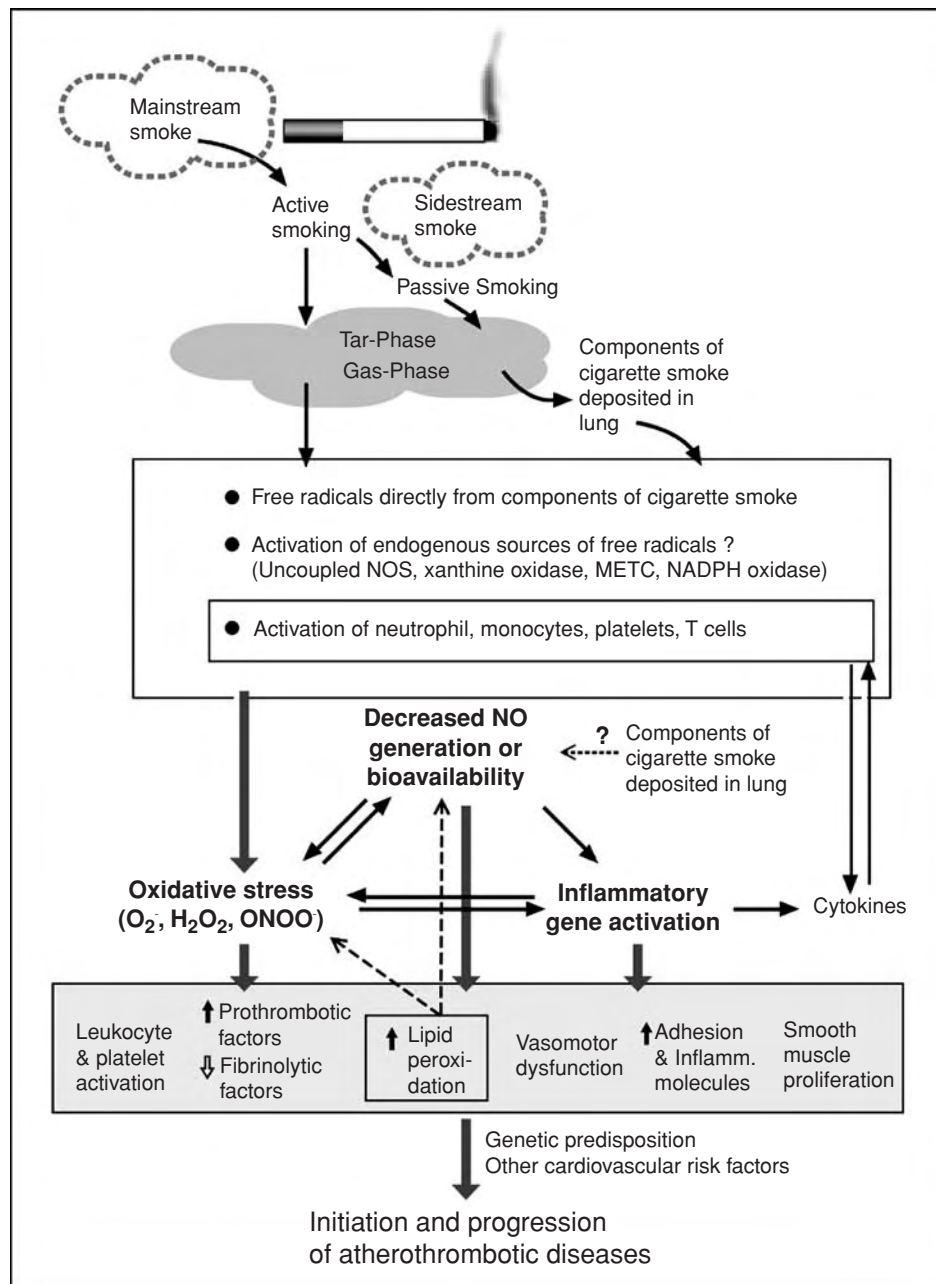 Mainstream
smoke
Active
smoking
Sidestream
smoke
Passive Smoking
Tar-Phase
Gas-Phase
Components of
cigarette smoke
deposited in
lung
● Free radicals directly from components of cigarette smoke
● Activation of endogenous sources of free radicals ?
(Uncoupled NOS, xanthine oxidase, METC, NADPH oxidase)
● Activation of neutrophil, monocytes, platelets, T cells
Decreased NO
generation or
bioavailability
?
Components of
cigarette smoke
deposited in lung
Oxidative stress
(O₂⁻, H₂O₂, ONOO⁻)
Inflammatory
gene activation
Cytokines
Leukocyte
& platelet
activation
Prothrombotic
factors
Fibrinolytic
factors
Lipid
peroxi-
dation
Vasomotor
dysfunction
Adhesion
& Inflamm.
molecules
Smooth
muscle
proliferation
Genetic predisposition
Other cardiovascular risk factors
Initiation and progression
of atherothrombotic diseases